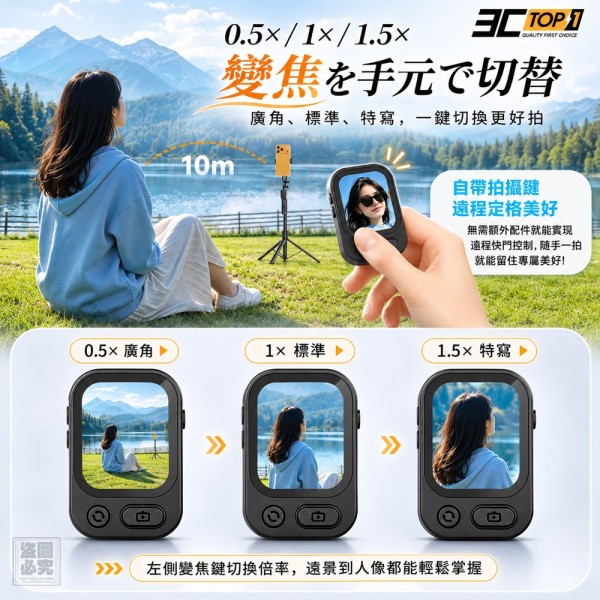 3C TOP1
QUALITY FIRST CHOICE
0.5×/1×/1.5×
變焦を手元で切替
廣角、標準、特寫，一鍵切換更好拍
10m
自帶拍攝鍵
遠程定格美好
無需額外配件就能實現
遠程快門控制，隨手一拍
就能留住專屬美好!
0.5× 廣角
1× 標準
1.5× 特寫
盜圖
必究
左側變焦鍵切換倍率，遠景到人像都能輕鬆掌握